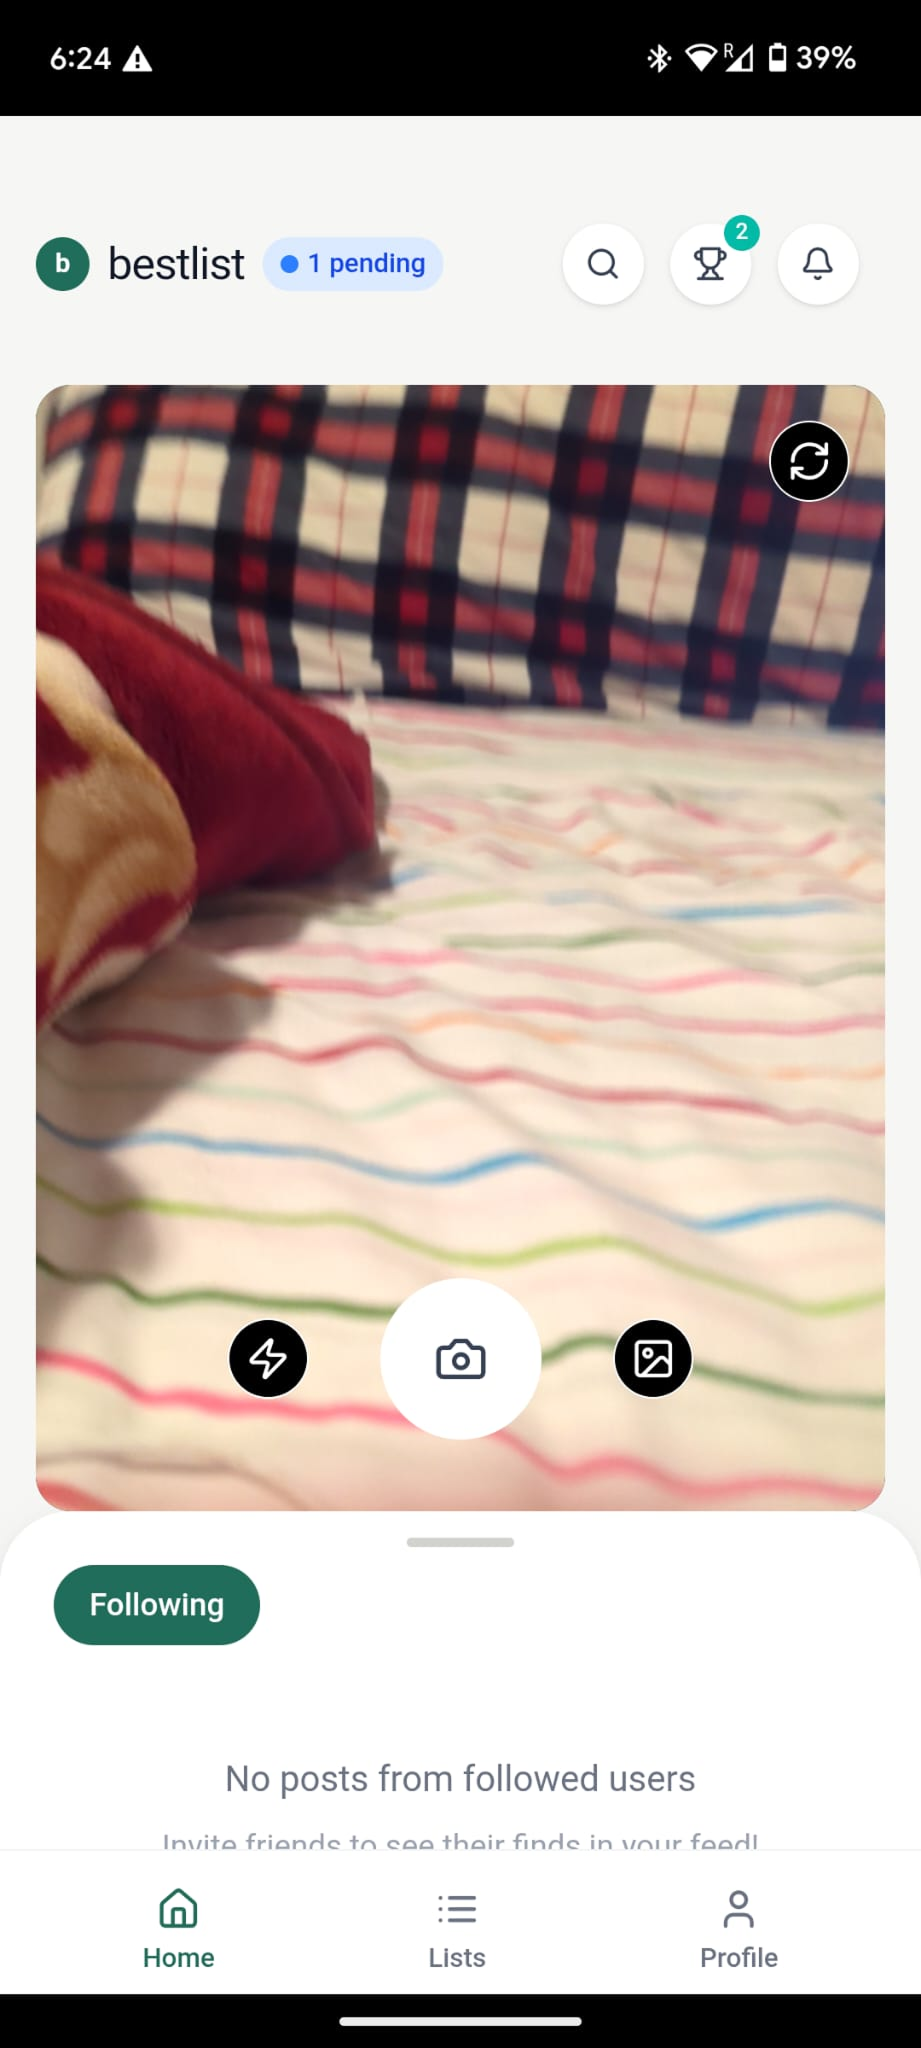 6:24
R
39%
b bestlist
1 pending
2
Following
No posts from followed users
Invite friends to see their finds in your feed!
Home
Lists
Profile